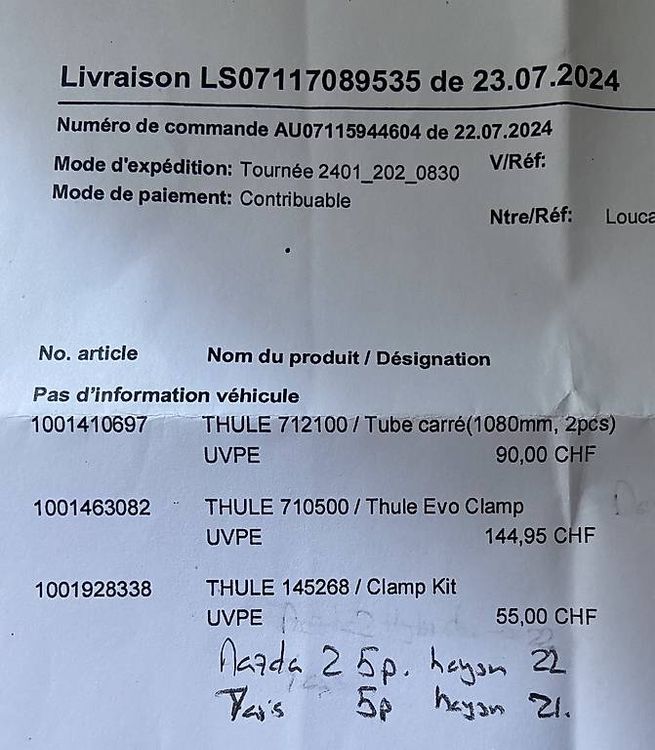 Livraison LS07117089535 de 23.07.2024
Numéro de commande AU07115944604 de 22.07.2024
Mode d'expédition: Tournée 2401_202_0830 V/Réf:
Mode de paiement: Contribuable
Ntre/Réf: Louca
No. article Nom du produit / Désignation
Pas d'information véhicule
1001410697 THULE 712100 / Tube carré(1080mm, 2pcs)
UVPE 90,00 CHF
1001463082 THULE 710500 / Thule Evo Clamp
UVPE 144,95 CHF
1001928338 THULE 145268 / Clamp Kit
UVPE 55,00 CHF
Mazda 2 5p. hayon 22
Yaris 5p hayon 21.